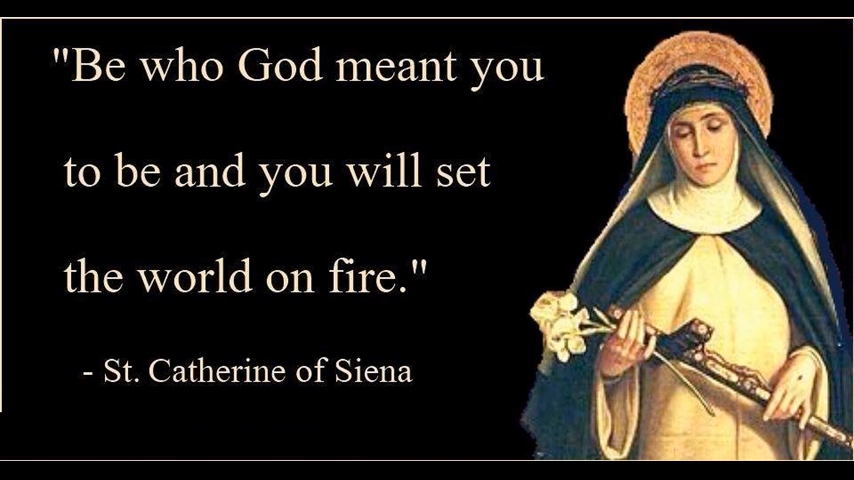 "Be who God meant you
to be and you will set
the world on fire."
- St. Catherine of Siena